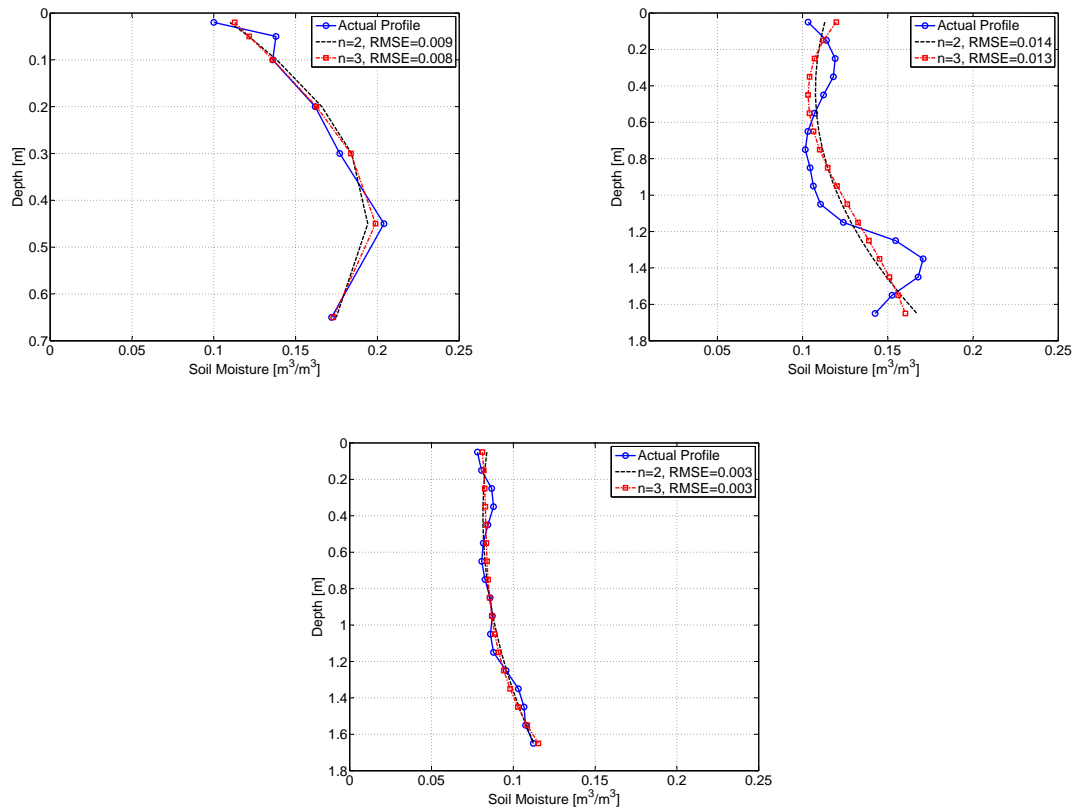 0
0.1
0.2
0.3
0.4
0.5
0.6
0.7
Depth [m]
0 0.05 0.1 0.15 0.2 0.25
Soil Moisture [m³/m³]
Actual Profile
n=2, RMSE=0.009
n=3, RMSE=0.008
0
0.2
0.4
0.6
0.8
1
1.2
1.4
1.6
1.8
Depth [m]
0.05 0.1 0.15 0.2 0.25
Soil Moisture [m³/m³]
Actual Profile
n=2, RMSE=0.014
n=3, RMSE=0.013
0
0.2
0.4
0.6
0.8
1
1.2
1.4
1.6
1.8
Depth [m]
0 0.05 0.1 0.15 0.2 0.25
Soil Moisture [m³/m³]
Actual Profile
n=2, RMSE=0.003
n=3, RMSE=0.003